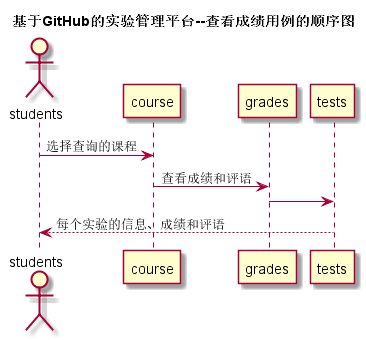 基于GitHub的实验管理平台--查看成绩用例的顺序图
students
course
grades
tests
选择查询的课程
查看成绩和评语
每个实验的信息、成绩和评语
students
course
grades
tests